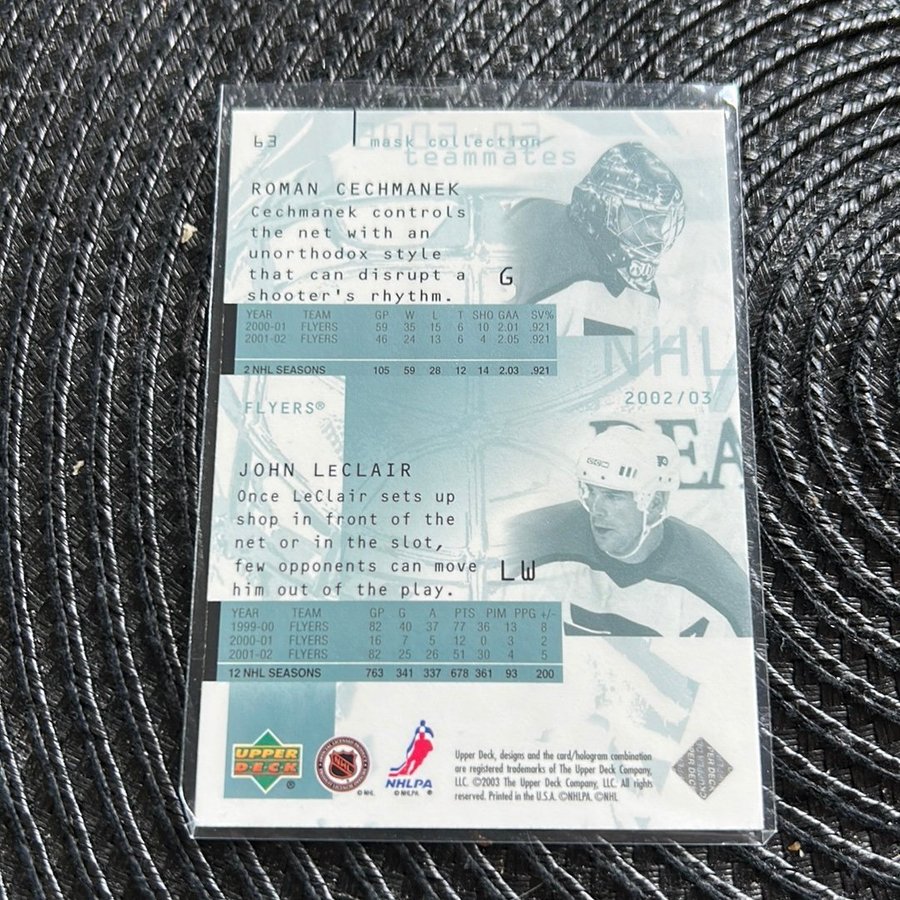 63
2002-03
mask collection
teammates
ROMAN CECHMANEK
Cechmanek controls
the net with an
unorthodox style
that can disrupt a
shooter's rhythm.
G
YEAR TEAM GP W L T SHO GAA SV%
2000-01 FLYERS 59 35 15 6 10 2.01 .921
2001-02 FLYERS 46 24 13 6 4 2.05 .921
2 NHL SEASONS 105 59 28 12 14 2.03 .921
NHL
2002/03
FLYERS®
JOHN LeCLAIR
Once LeClair sets up
shop in front of the
net or in the slot,
few opponents can move
him out of the play.
LW
YEAR TEAM GP G A PTS PIM PPG +/-
1999-00 FLYERS 82 40 37 77 36 13 8
2000-01 FLYERS 16 7 5 12 0 3 2
2001-02 FLYERS 82 25 26 51 30 4 5
12 NHL SEASONS 763 341 337 678 361 93 200
UPPER
DECK
®
NHL
©NHL
NHLPA
©NHLPA ®
Upper Deck, designs and the card/hologram combination
are registered trademarks of The Upper Deck Company,
LLC. ©2003 The Upper Deck Company, LLC. All rights
reserved. Printed in the U.S.A. ©NHLPA. ©NHL